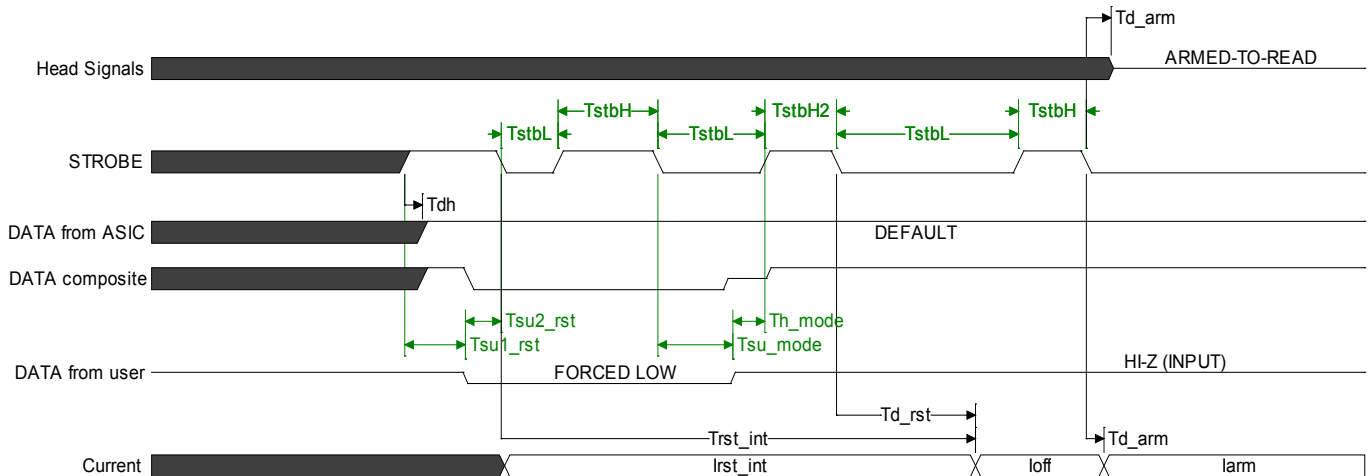 Td_arm
Head Signals
ARMED-TO-READ
TstbH
TstbH2
TstbH
TstbL
TstbL
TstbL
STROBE
Tdh
DATA from ASIC
DEFAULT
DATA composite
Tsu2_rst
Th_mode
Tsu1_rst
Tsu_mode
DATA from user
FORCED LOW
HI-Z (INPUT)
Td_rst
Trst_int
Td_arm
Current
Irst_int
Ioff
Iarm